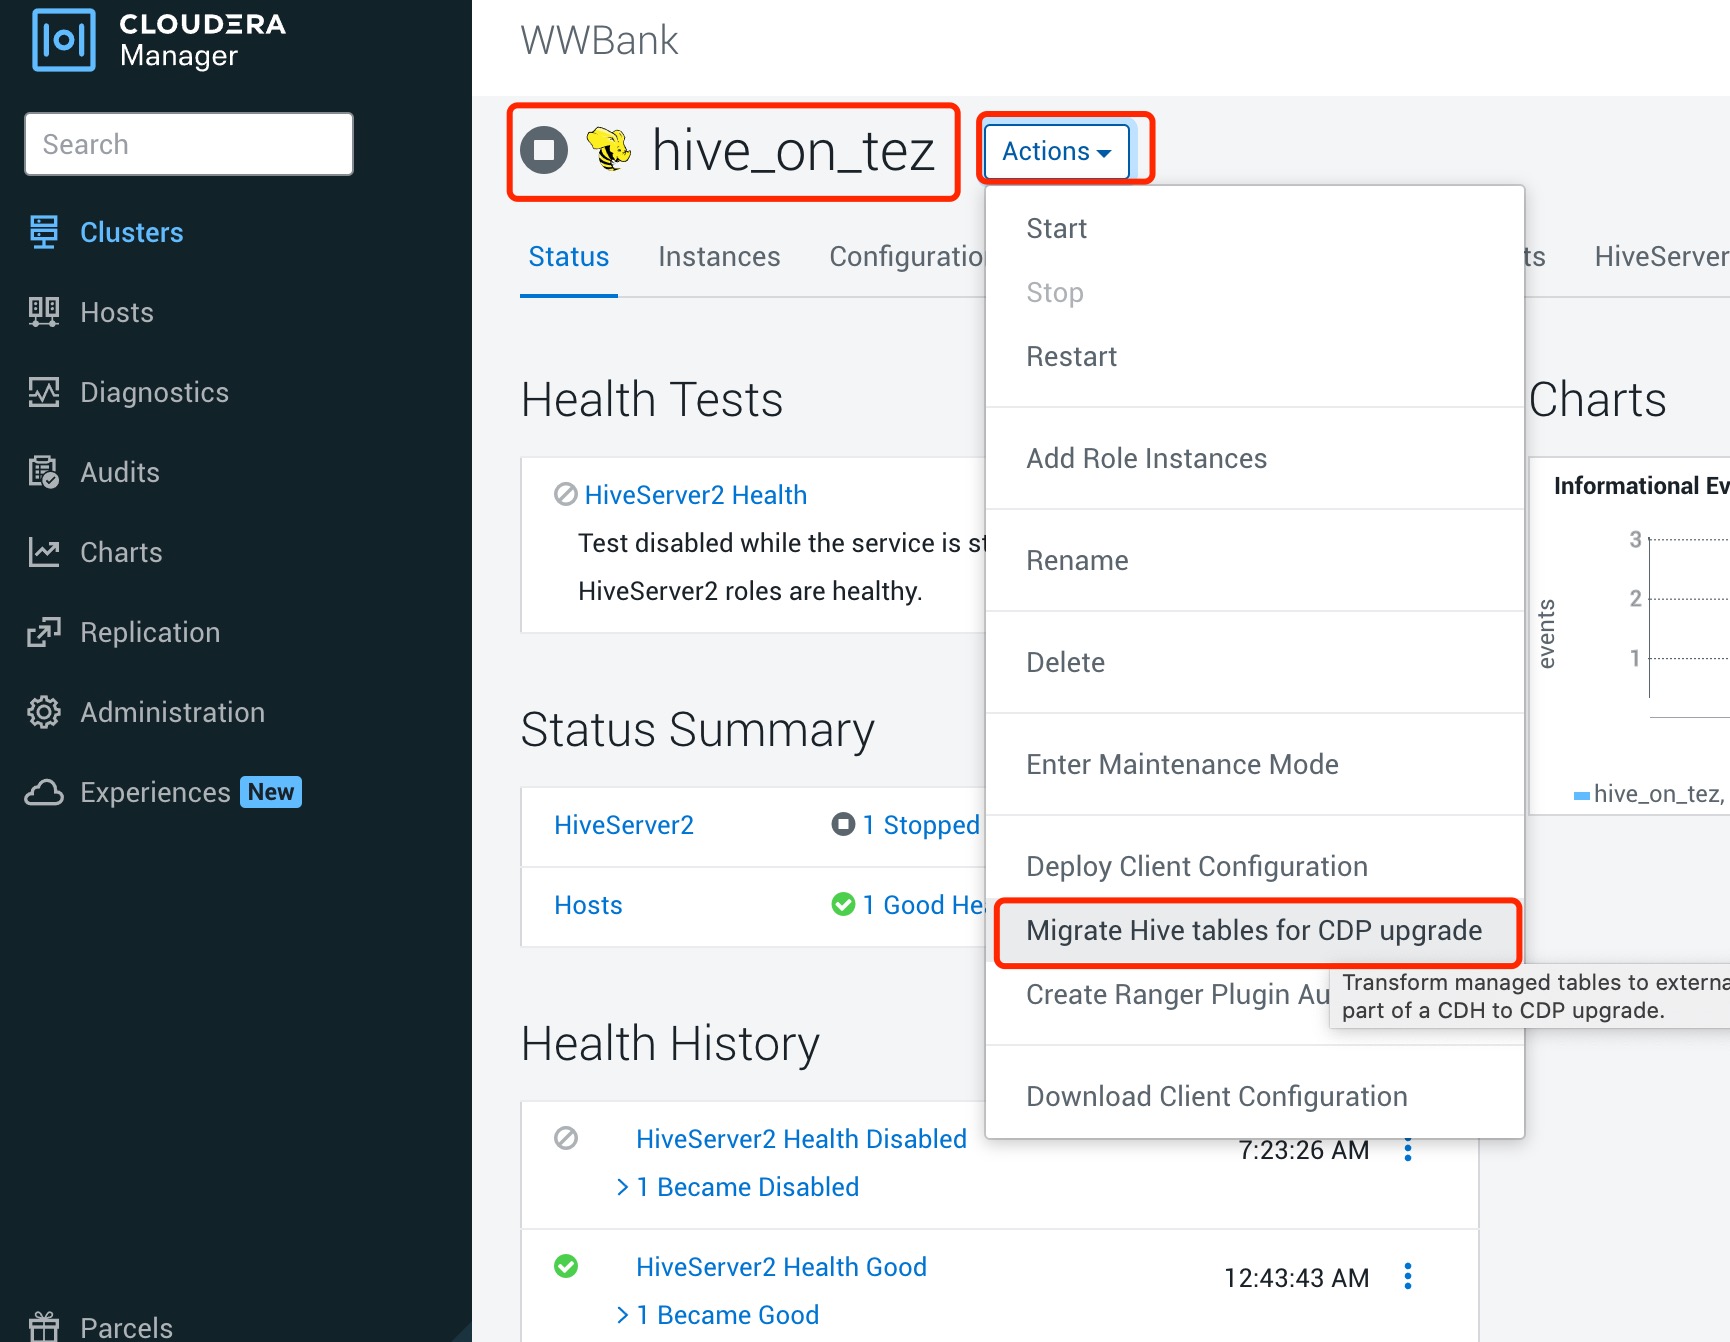 CLOUDERA
Manager
Search
Clusters
Hosts
Diagnostics
Audits
Charts
Replication
Administration
Experiences New
Parcels
WWBank
hive_on_tez
Actions
Status Instances Configuratio ts HiveServer
Start
Stop
Restart
Add Role Instances
Rename
Delete
Enter Maintenance Mode
Deploy Client Configuration
Migrate Hive tables for CDP upgrade
Create Ranger Plugin Au
Transform managed tables to externa
part of a CDH to CDP upgrade.
Download Client Configuration
Health Tests
HiveServer2 Health
Test disabled while the service is st
HiveServer2 roles are healthy.
Status Summary
HiveServer2 1 Stopped
Hosts 1 Good Hea
Health History
HiveServer2 Health Disabled 7:23:26 AM
> 1 Became Disabled
HiveServer2 Health Good 12:43:43 AM
> 1 Became Good
Charts
Informational Ev
events
3
2
1
hive_on_tez,